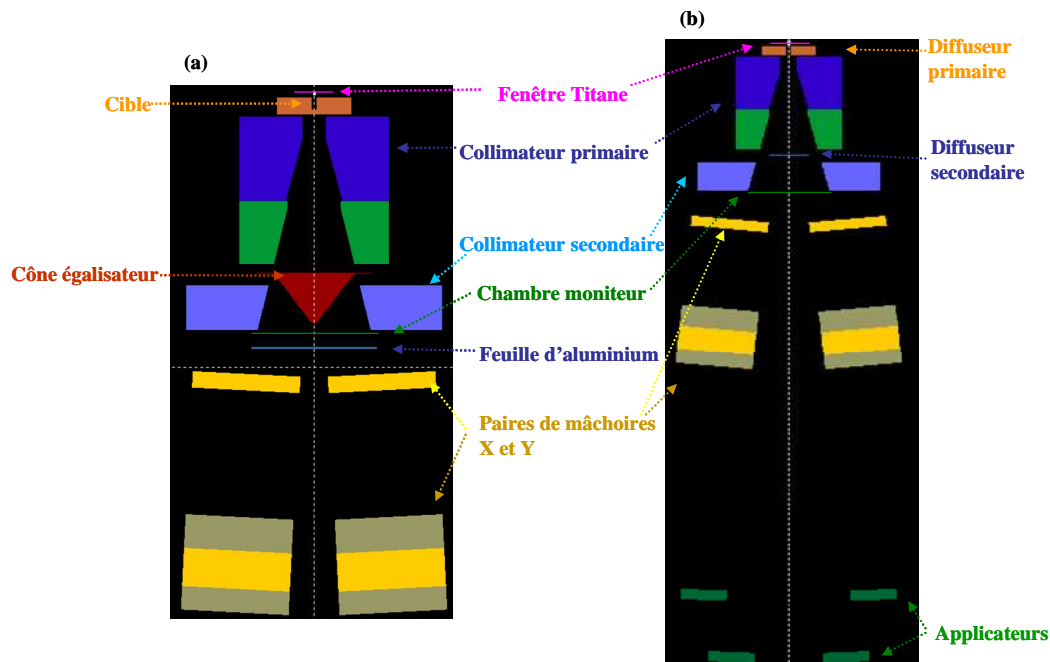 (a)
(b)
Cible
Fenêtre Titane
Diffuseur
primaire
Collimateur primaire
Diffuseur
secondaire
Collimateur secondaire
Cône égalisateur
Chambre moniteur
Feuille d’aluminium
Paires de mâchoires
X et Y
Applicateurs